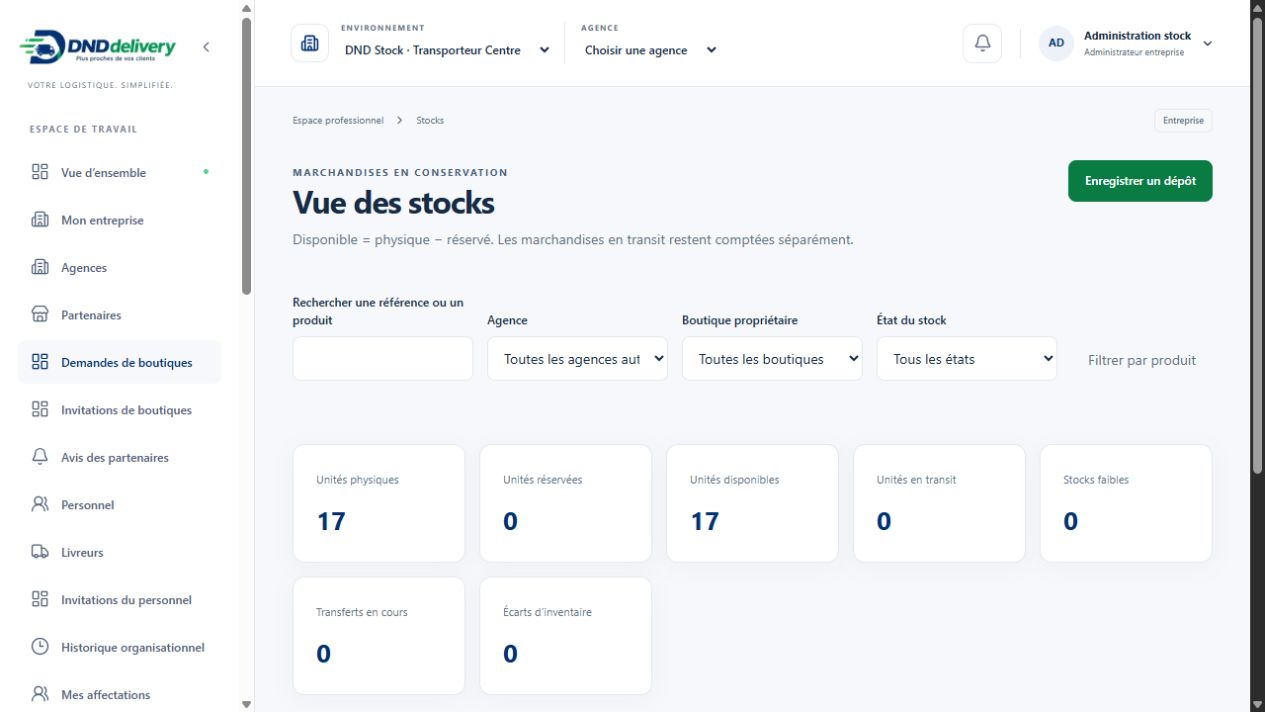 DNDdelivery
Plus proches de vos clients
VOTRE LOGISTIQUE. SIMPLIFIÉE.
ESPACE DE TRAVAIL
Vue d'ensemble
Mon entreprise
Agences
Partenaires
Demandes de boutiques
Invitations de boutiques
Avis des partenaires
Personnel
Livreurs
Invitations du personnel
Historique organisationnel
Mes affectations
ENVIRONNEMENT
DND Stock · Transporteur Centre
AGENCE
Choisir une agence
AD
Administration stock
Administrateur entreprise
Espace professionnel
Stocks
Entreprise
MARCHANDISES EN CONSERVATION
Vue des stocks
Disponible = physique − réservé. Les marchandises en transit restent comptées séparément.
Enregistrer un dépôt
Rechercher une référence ou un
produit
Agence
Toutes les agences aut
Boutique propriétaire
Toutes les boutiques
État du stock
Tous les états
Filtrer par produit
Unités physiques
17
Unités réservées
0
Unités disponibles
17
Unités en transit
0
Stocks faibles
0
Transferts en cours
0
Écarts d'inventaire
0